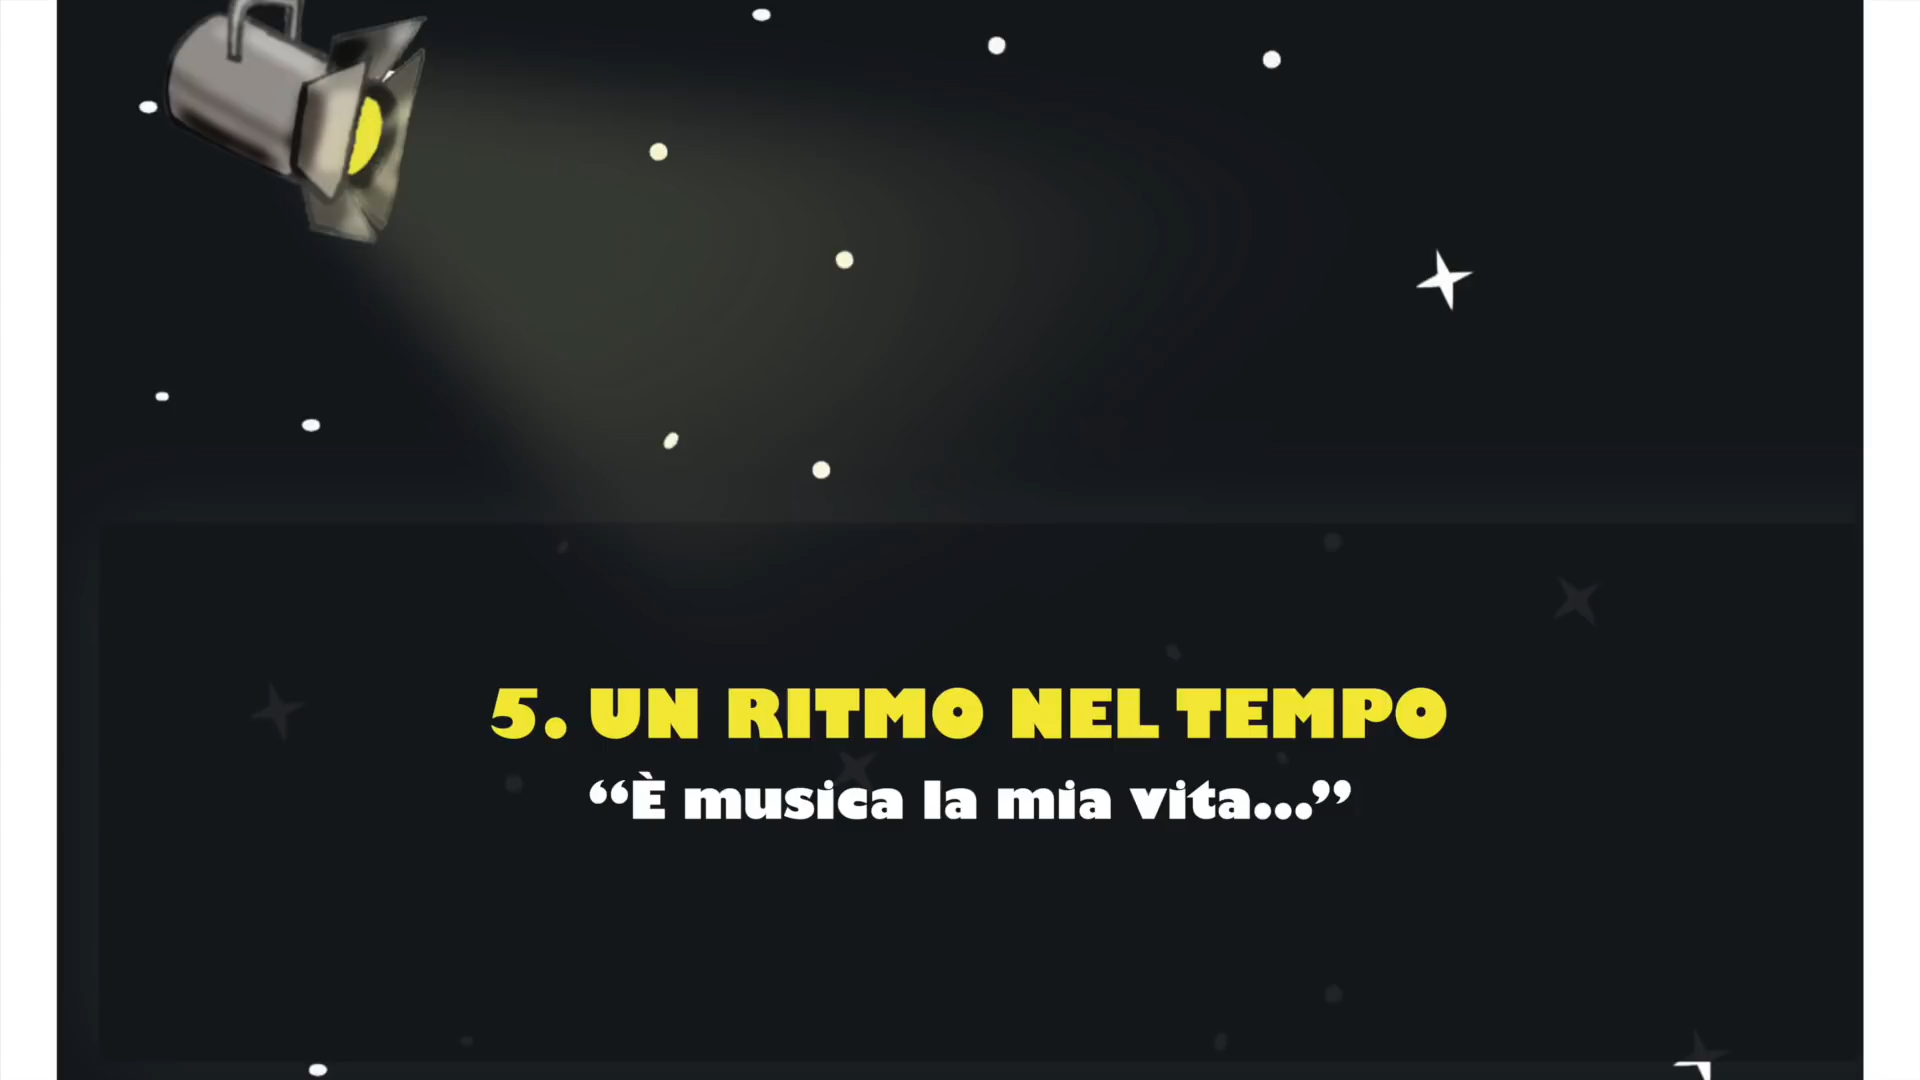 5. UN RITMO NEL TEMPO
“È musica la mia vita...”